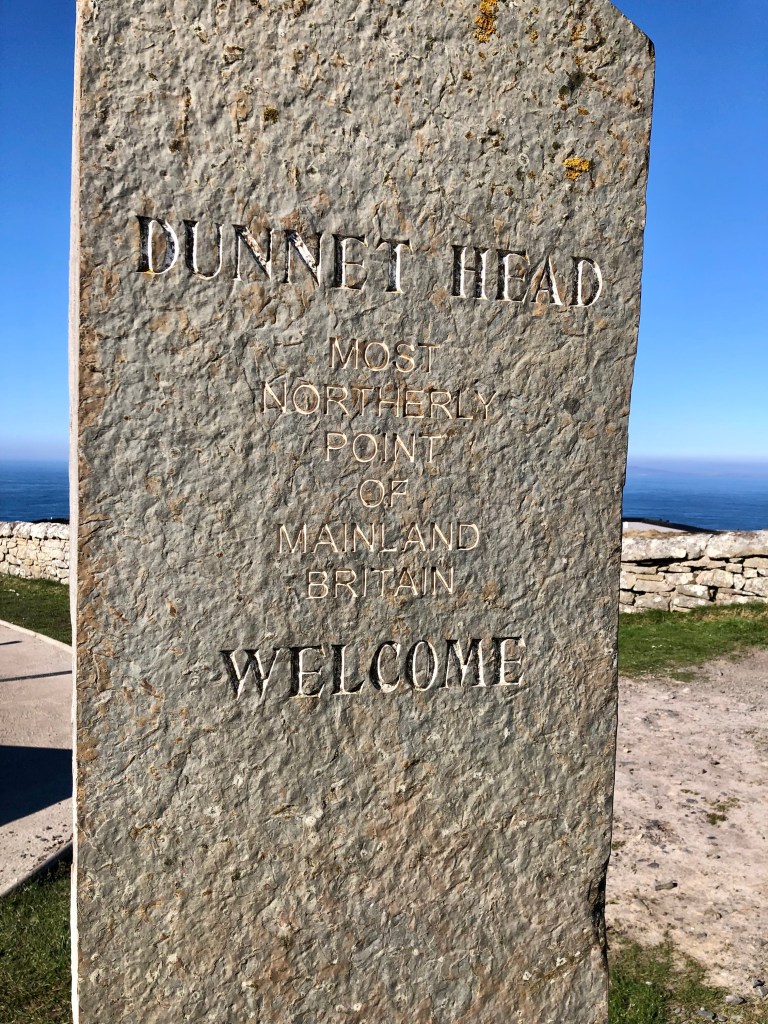 DUNNET HEAD
MOST
NORTHERLY
POINT
OF
MAINLAND
BRITAIN
WELCOME